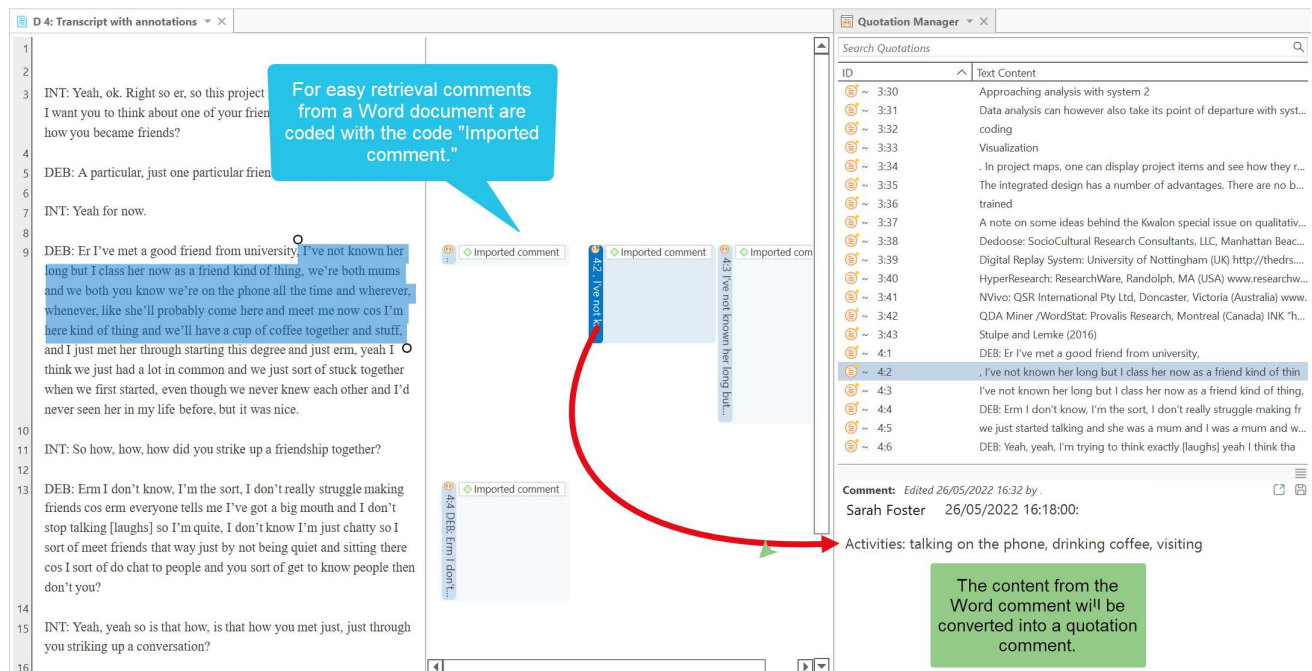 D 4: Transcript with annotations
1
2
3 INT: Yeah, ok. Right so er, so this project
I want you to think about one of your frien
how you became friends?
4
5 DEB: A particular, just one particular frien
6
7 INT: Yeah for now.
8
9 DEB: Er I've met a good friend from university, I've not known her
long but I class her now as a friend kind of thing, we're both mums
and we both you know we're on the phone all the time and wherever,
whenever, like she'll probably come here and meet me now cos I'm
here kind of thing and we'll have a cup of coffee together and stuff,
and I just met her through starting this degree and just erm, yeah I
think we just had a lot in common and we just sort of stuck together
when we first started, even though we never knew each other and I'd
never seen her in my life before, but it was nice.
10
11 INT: So how, how, how did you strike up a friendship together?
12
13 DEB: Erm I don't know, I'm the sort, I don't really struggle making
friends cos erm everyone tells me I've got a big mouth and I don't
stop talking [laughs] so I'm quite, I don't know I'm just chatty so I
sort of meet friends that way just by not being quiet and sitting there
cos I sort of do chat to people and you sort of get to know people then
don't you?
14
15 INT: Yeah, yeah so is that how, is that how you met just, just through
you striking up a conversation?
16
For easy retrieval comments
from a Word document are
coded with the code "Imported
comment."
Imported comment
Imported comment
Imported com
4:2 , I've not k...
4:3 I've not known her long but...
Imported comment
4:4 DEB: Erm I don't...
Quotation Manager
Search Quotations
ID Text Content
~ 3:30 Approaching analysis with system 2
~ 3:31 Data analysis can however also take its point of departure with syst...
~ 3:32 coding
~ 3:33 Visualization
~ 3:34 . In project maps, one can display project items and see how they r...
~ 3:35 The integrated design has a number of advantages. There are no b...
~ 3:36 trained
~ 3:37 A note on some ideas behind the Kwalon special issue on qualitativ...
~ 3:38 Dedoose: SocioCultural Research Consultants, LLC, Manhattan Beac...
~ 3:39 Digital Replay System: University of Nottingham (UK) http://thedrs....
~ 3:40 HyperResearch: ResearchWare, Randolph, MA (USA) www.researchw...
~ 3:41 NVivo: QSR International Pty Ltd, Doncaster, Victoria (Australia) www.
~ 3:42 QDA Miner /WordStat: Provalis Research, Montreal (Canada) INK "h...
~ 3:43 Stulpe and Lemke (2016)
~ 4:1 DEB: Er I've met a good friend from university,
~ 4:2 , I've not known her long but I class her now as a friend kind of thin
~ 4:3 I've not known her long but I class her now as a friend kind of thing,
~ 4:4 DEB: Erm I don't know, I'm the sort, I don't really struggle making fr
~ 4:5 we just started talking and she was a mum and I was a mum and w...
~ 4:6 DEB: Yeah, yeah, I'm trying to think exactly [laughs] yeah I think tha
Comment: Edited 26/05/2022 16:32 by .
Sarah Foster 26/05/2022 16:18:00:
Activities: talking on the phone, drinking coffee, visiting
The content from the
Word comment will be
converted into a quotation
comment.